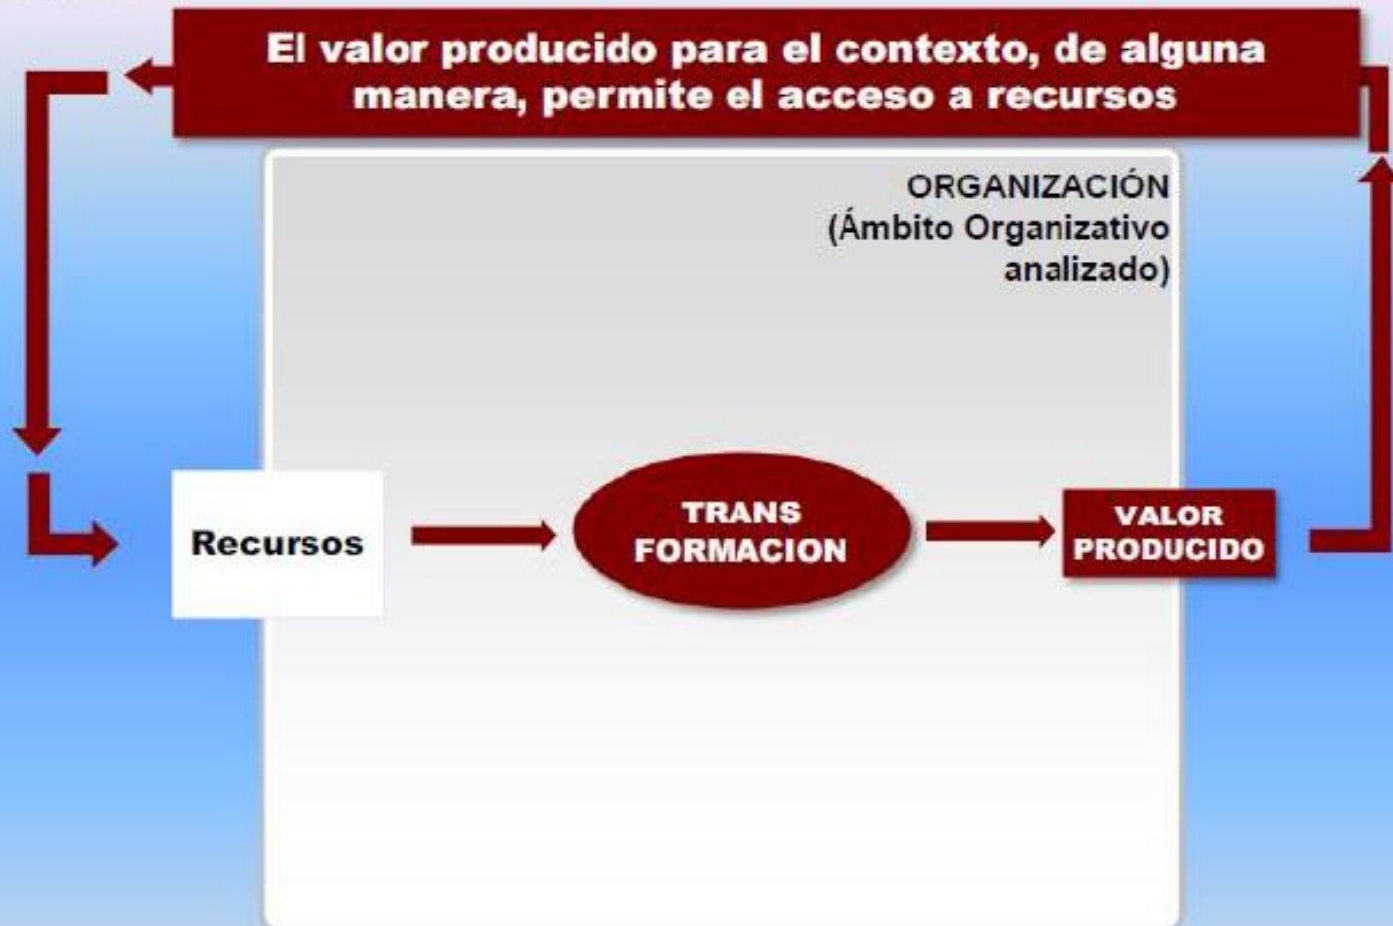 El valor producido para el contexto, de alguna
manera, permite el acceso a recursos
ORGANIZACIÓN
(Ámbito Organizativo
analizado)
Recursos
TRANS
FORMACION
VALOR
PRODUCIDO